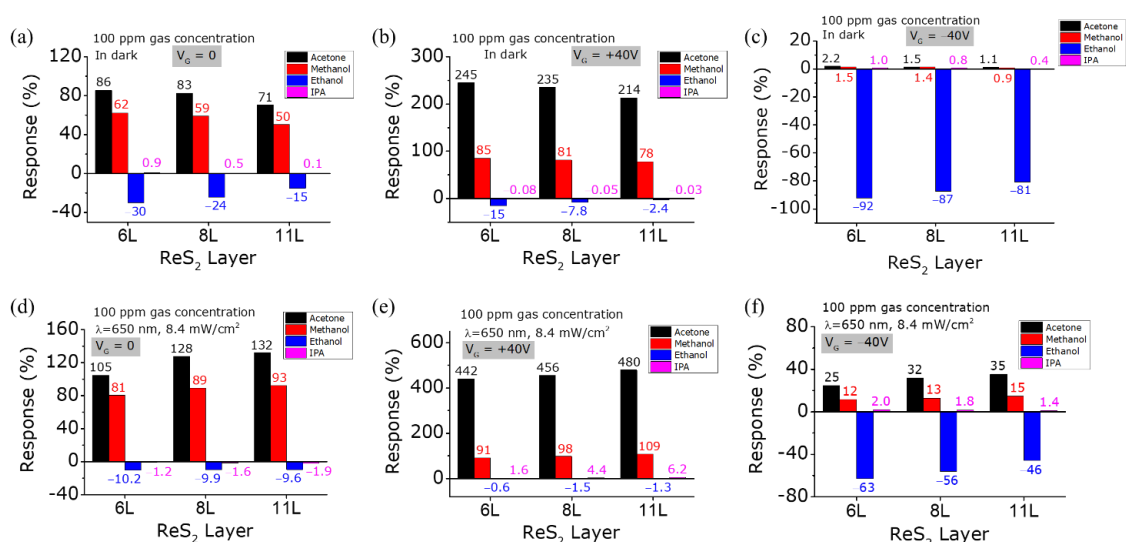 (a)
100 ppm gas concentration
In dark
V_G = 0
Acetone
Methanol
Ethanol
IPA
Response (%)
120
80
40
0
-40
86
62
-30
0.9
83
59
-24
0.5
71
50
-15
0.1
6L
8L
11L
ReS₂ Layer
(b)
100 ppm gas concentration
In dark
V_G = +40V
Acetone
Methanol
Ethanol
IPA
Response (%)
300
200
100
0
245
85
-15
0.08
235
81
-7.8
0.05
214
78
-2.4
0.03
6L
8L
11L
ReS₂ Layer
(c)
100 ppm gas concentration
In dark
V_G = -40V
Acetone
Methanol
Ethanol
IPA
Response (%)
20
0
-20
-40
-60
-80
-100
2.2
1.5
-92
1.0
1.5
1.4
-87
0.8
1.1
0.9
-81
0.4
6L
8L
11L
ReS₂ Layer
(d)
100 ppm gas concentration
λ=650 nm, 8.4 mW/cm²
V_G = 0
Acetone
Methanol
Ethanol
IPA
Response (%)
160
120
80
40
0
-40
105
81
-10.2
-1.2
128
89
-9.9
-1.6
132
93
-9.6
-1.9
6L
8L
11L
ReS₂ Layer
(e)
100 ppm gas concentration
λ=650 nm, 8.4 mW/cm²
V_G = +40V
Acetone
Methanol
Ethanol
IPA
Response (%)
600
400
200
0
442
91
-0.6
1.6
456
98
-1.5
4.4
480
109
-1.3
6.2
6L
8L
11L
ReS₂ Layer
(f)
100 ppm gas concentration
λ=650 nm, 8.4 mW/cm²
V_G = -40V
Acetone
Methanol
Ethanol
IPA
Response (%)
80
40
0
-40
-80
25
12
63
2.0
32
13
-56
1.8
35
15
-46
1.4
6L
8L
11L
ReS₂ Layer